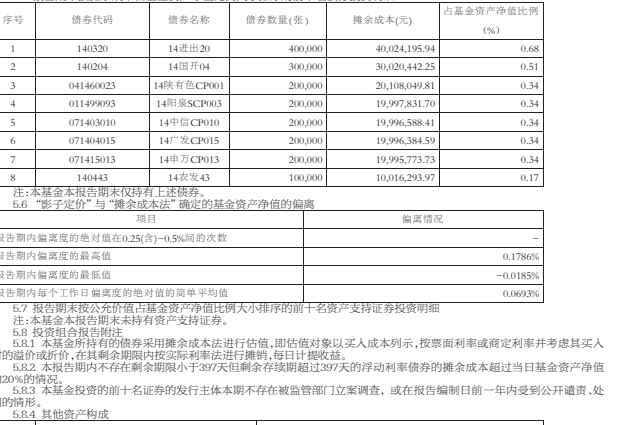 序号 债券代码 债券名称 债券数量(张) 摊余成本(元) 占基金资产净值比例
(%)
1 140320 14进出20 400,000 40,024,195.94 0.68
2 140204 14国开04 300,000 30,020,442.25 0.51
3 041460023 14陕有色CP001 200,000 20,108,049.81 0.34
4 011499093 14阳泉SCP003 200,000 19,997,831.70 0.34
5 071403010 14中信CP010 200,000 19,996,588.41 0.34
6 071404015 14广发CP015 200,000 19,996,384.59 0.34
7 071415013 14申万CP013 200,000 19,995,773.73 0.34
8 140443 14农发43 100,000 10,016,293.97 0.17
注:本基金本报告期末仅持有上述债券。
5.6 “影子定价”与“摊余成本法”确定的基金资产净值的偏离
项目 偏离情况
报告期内偏离度的绝对值在0.25(含)-0.5%间的次数 -
报告期内偏离度的最高值 0.1786%
报告期内偏离度的最低值 -0.0185%
报告期内每个工作日偏离度的绝对值的简单平均值 0.0693%
5.7 报告期末按公允价值占基金资产净值比例大小排序的前十名资产支持证券投资明细
注:本基金本报告期末未持有资产支持证券。
5.8 投资组合报告附注
5.8.1 本基金所持有的债券采用摊余成本法进行估值,即估值对象以买入成本列示,按票面利率或商定利率并考虑其买入
时的溢价或折价,在其剩余期限内按实际利率法进行摊销,每日计提收益。
5.8.2 本报告期内不存在剩余期限小于397天但剩余存续期超过397天的浮动利率债券的摊余成本超过当日基金资产净值
的20%的情况。
5.8.3 本基金投资的前十名证券的发行主体本期不存在被监管部门立案调查，或在报告编制日前一年内受到公开谴责、处
罚的情形。
5.8.4 其他资产构成